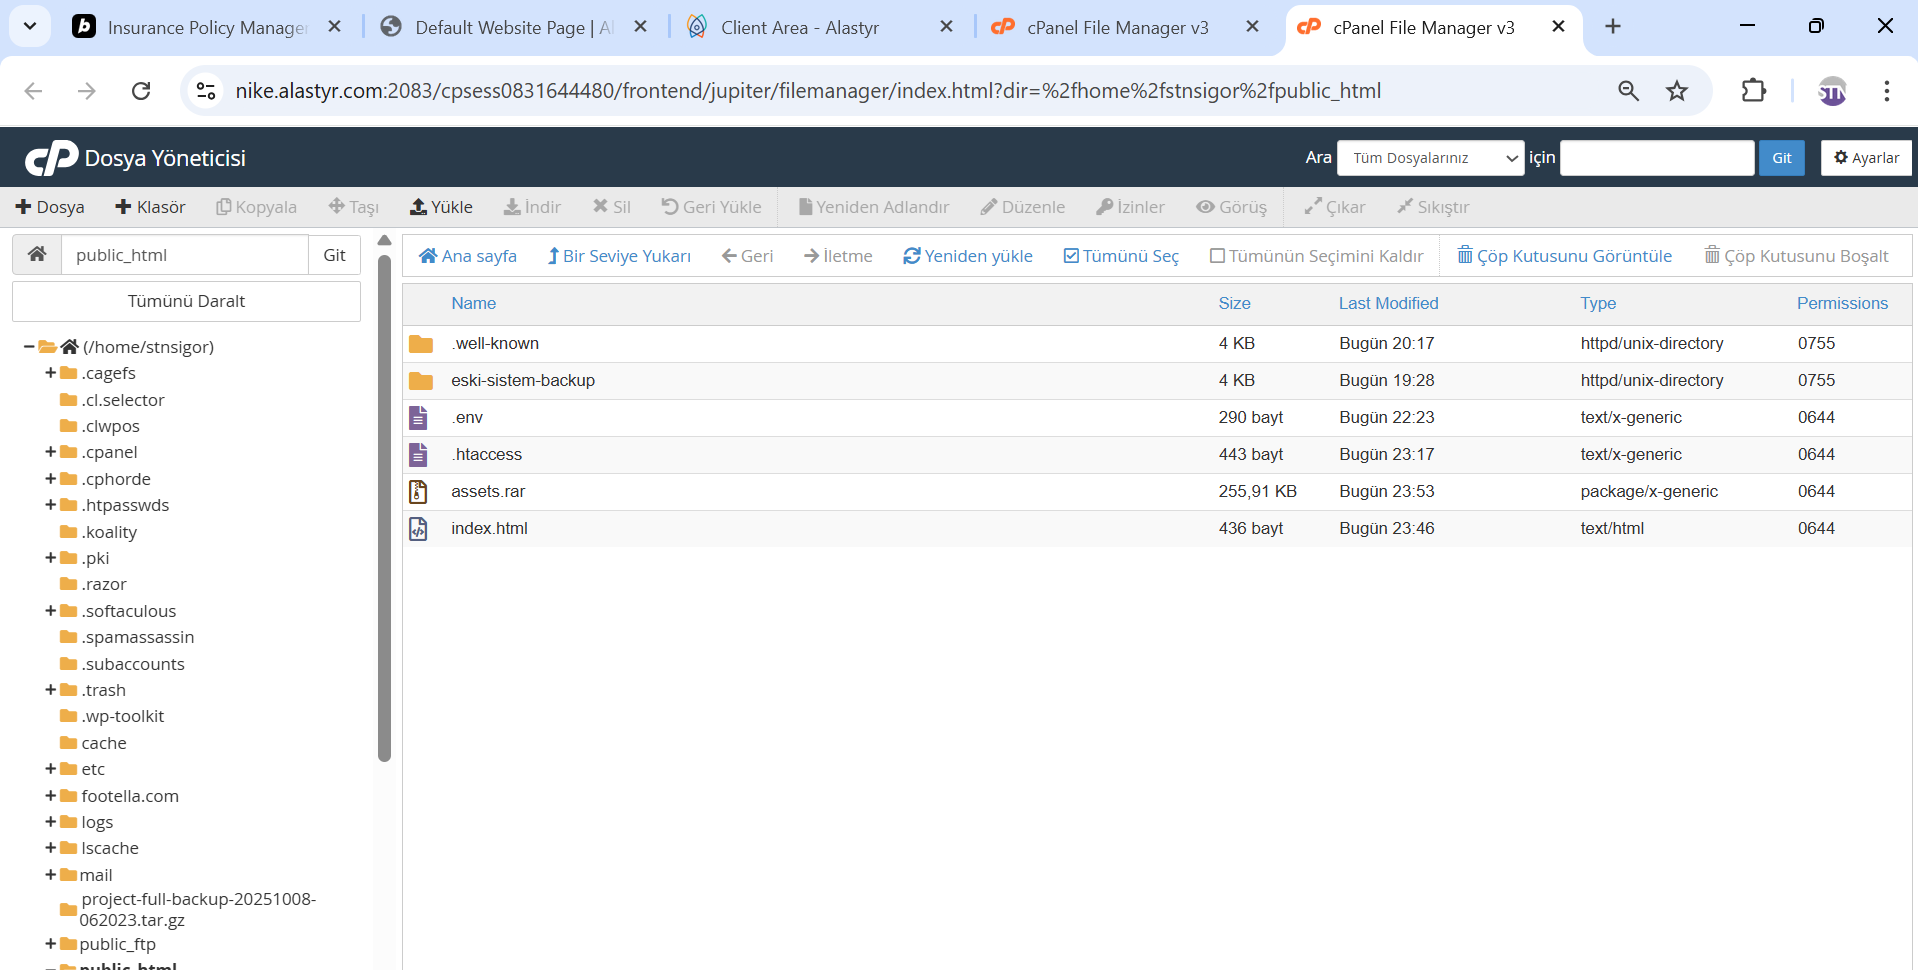 Insurance Policy Manager
Default Website Page | Al
Client Area - Alastyr
cPanel File Manager v3
cPanel File Manager v3
nike.alastyr.com:2083/cpsess0831644480/frontend/jupiter/filemanager/index.html?dir=%2fhome%2fstnsigor%2fpublic_html
STN
cP Dosya Yöneticisi
Ara
Tüm Dosyalarınız
için
Git
Ayarlar
Dosya
Klasör
Kopyala
Taşı
Yükle
İndir
Sil
Geri Yükle
Yeniden Adlandır
Düzenle
İzinler
Görüş
Çıkar
Sıkıştır
public_html
Git
Tümünü Daralt
(/home/stnsigor)
.cagefs
.cl.selector
.clwpos
.cpanel
.cphorde
.htpasswds
.koality
.pki
.razor
.softaculous
.spamassassin
.subaccounts
.trash
.wp-toolkit
cache
etc
footella.com
logs
lscache
mail
project-full-backup-20251008-
062023.tar.gz
public_ftp
public_html
Ana sayfa
Bir Seviye Yukarı
Geri
İletme
Yeniden yükle
Tümünü Seç
Tümünün Seçimini Kaldır
Çöp Kutusunu Görüntüle
Çöp Kutusunu Boşalt
Name Size Last Modified Type Permissions
.well-known 4 KB Bugün 20:17 httpd/unix-directory 0755
eski-sistem-backup 4 KB Bugün 19:28 httpd/unix-directory 0755
.env 290 bayt Bugün 22:23 text/x-generic 0644
.htaccess 443 bayt Bugün 23:17 text/x-generic 0644
assets.rar 255,91 KB Bugün 23:53 package/x-generic 0644
index.html 436 bayt Bugün 23:46 text/html 0644